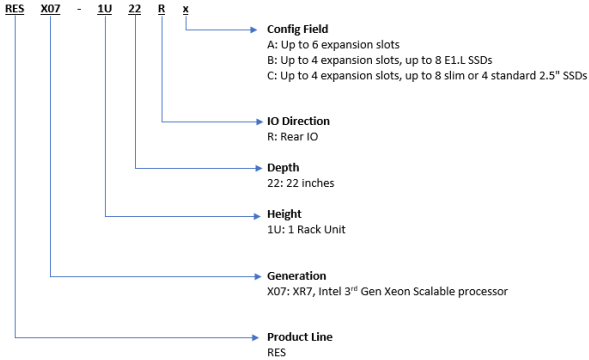 RES X07 - 1U 22 R x
Config Field
A: Up to 6 expansion slots
B: Up to 4 expansion slots, up to 8 E1.L SSDs
C: Up to 4 expansion slots, up to 8 slim or 4 standard 2.5" SSDs
IO Direction
R: Rear IO
Depth
22: 22 inches
Height
1U: 1 Rack Unit
Generation
X07: XR7, Intel 3rd Gen Xeon Scalable processor
Product Line
RES